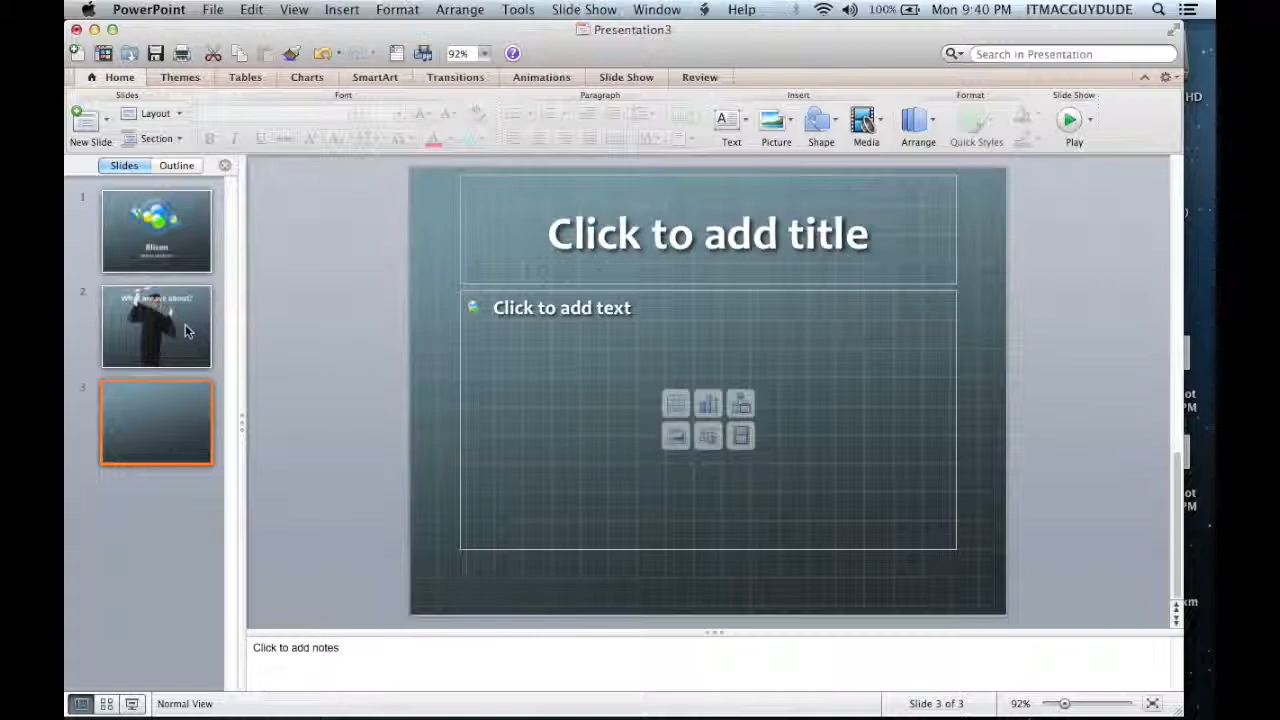 PowerPoint File Edit View Insert Format Arrange Tools Slide Show Window Help 100% Mon 9:40 PM ITMACGUYDUDE
Presentation3
92% Search in Presentation
HD
Home Themes Tables Charts SmartArt Transitions Animations Slide Show Review
Slides Font Paragraph Insert Format Slide Show
New Slide Layout Section Text Picture Shape Media Arrange Quick Styles Play
Slides Outline
1
2
3
Click to add title
Click to add text
Click to add notes
Normal View Slide 3 of 3 92%